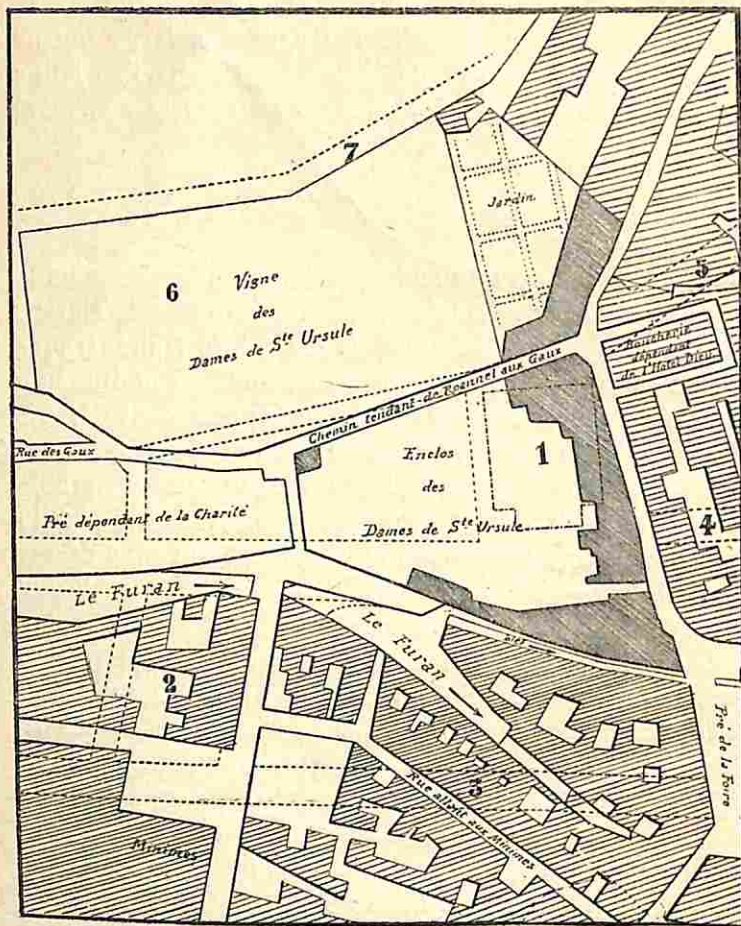 7
Jardin
6
Vigne
des
Dames de Ste Ursule
5
Boucherie
dépendant
de l'Hotel Dieu
Chemin tendant de Roannel aux Gaux
Rue des Gaux
1
Enclos
des
Dames de Ste Ursule
Pré dépendant de la Charité
4
Le Furan
Le Furan
Bief
2
Pré de la Foire
3
Rue allant aux Minimes
Minimes